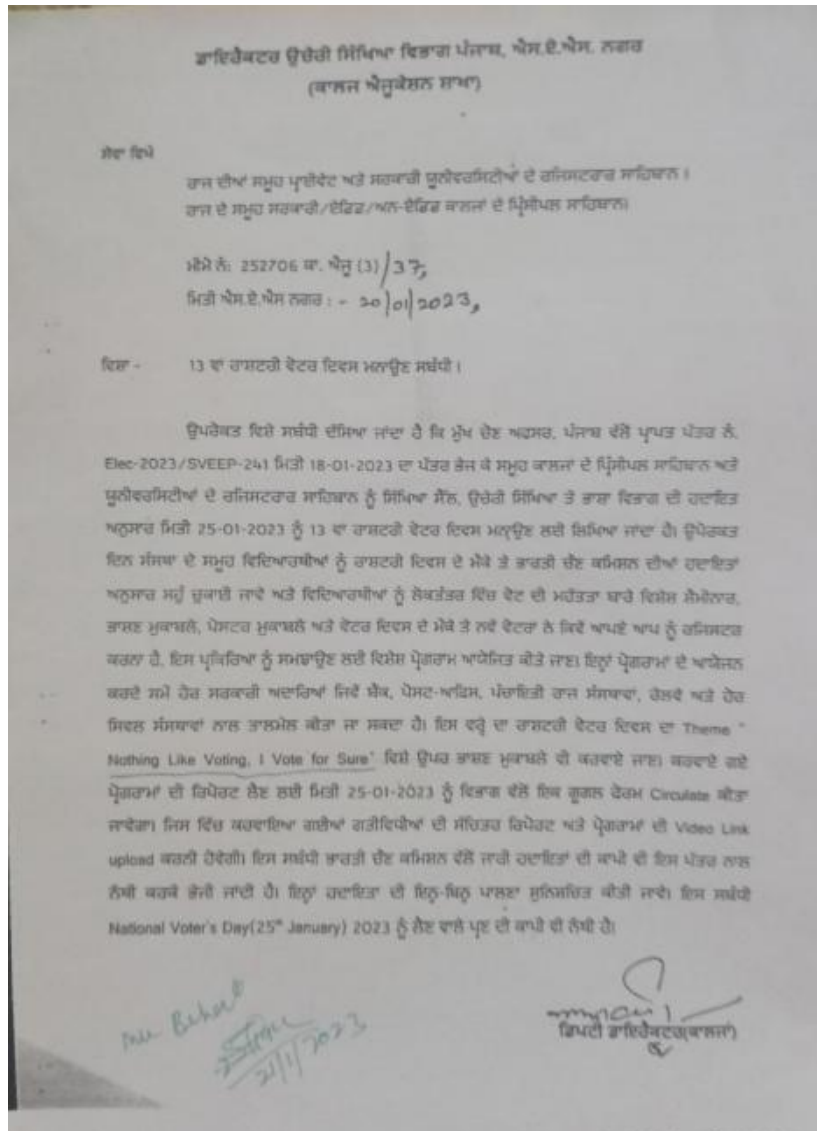 ਡਾਇਰੈਕਟਰ ਉਚੇਰੀ ਸਿੱਖਿਆ ਵਿਭਾਗ ਪੰਜਾਬ, ਐਸ.ਏ.ਐਸ. ਨਗਰ
(ਕਾਲਜ ਐਜੂਕੇਸ਼ਨ ਸ਼ਾਖਾ)
ਸੇਵਾ ਵਿਖੇ
ਰਾਜ ਦੀਆਂ ਸਮੂਹ ਪ੍ਰਾਈਵੇਟ ਅਤੇ ਸਰਕਾਰੀ ਯੂਨੀਵਰਸਿਟੀਆਂ ਦੇ ਰਜਿਸਟਰਾਰ ਸਾਹਿਬਾਨ ।
ਰਾਜ ਦੇ ਸਮੂਹ ਸਰਕਾਰੀ/ਏਡਿਡ/ਅਨ-ਏਡਿਡ ਕਾਲਜਾਂ ਦੇ ਪ੍ਰਿੰਸੀਪਲ ਸਾਹਿਬਾਨ।
ਮੀਮੋ ਨੰ: 252706 ਕਾ. ਐਜੂ (3)/37,
ਮਿਤੀ ਐਸ.ਏ.ਐਸ ਨਗਰ : - 20/01/2023,
ਵਿਸ਼ਾ - 13 ਵਾਂ ਰਾਸ਼ਟਰੀ ਵੋਟਰ ਦਿਵਸ ਮਨਾਉਣ ਸਬੰਧੀ ।
ਉਪਰੋਕਤ ਵਿਸ਼ੇ ਸਬੰਧੀ ਦੱਸਿਆ ਜਾਂਦਾ ਹੈ ਕਿ ਮੁੱਖ ਚੋਣ ਅਫਸਰ, ਪੰਜਾਬ ਵੱਲੋਂ ਪ੍ਰਾਪਤ ਪੱਤਰ ਨੰ.
Elec-2023/SVEEP-241 ਮਿਤੀ 18-01-2023 ਦਾ ਪੱਤਰ ਭੇਜ ਕੇ ਸਮੂਹ ਕਾਲਜਾਂ ਦੇ ਪ੍ਰਿੰਸੀਪਲ ਸਾਹਿਬਾਨ ਅਤੇ
ਯੂਨੀਵਰਸਿਟੀਆਂ ਦੇ ਰਜਿਸਟਰਾਰ ਸਾਹਿਬਾਨ ਨੂੰ ਸਿੱਖਿਆ ਸੈੱਲ, ਉਚੇਰੀ ਸਿੱਖਿਆ ਤੇ ਭਾਸ਼ਾ ਵਿਭਾਗ ਦੀ ਹਦਾਇਤ
ਅਨੁਸਾਰ ਮਿਤੀ 25-01-2023 ਨੂੰ 13 ਵਾਂ ਰਾਸ਼ਟਰੀ ਵੋਟਰ ਦਿਵਸ ਮਨਾਉਣ ਲਈ ਲਿਖਿਆ ਜਾਂਦਾ ਹੈ। ਉਪਰੋਕਤ
ਦਿਨ ਸੰਸਥਾ ਦੇ ਸਮੂਹ ਵਿਦਿਆਰਥੀਆਂ ਨੂੰ ਰਾਸ਼ਟਰੀ ਦਿਵਸ ਦੇ ਮੌਕੇ ਤੇ ਭਾਰਤੀ ਚੋਣ ਕਮਿਸ਼ਨ ਦੀਆਂ ਹਦਾਇਤਾਂ
ਅਨੁਸਾਰ ਸਹੁੰ ਚੁਕਾਈ ਜਾਵੇ ਅਤੇ ਵਿਦਿਆਰਥੀਆਂ ਨੂੰ ਲੋਕਤੰਤਰ ਵਿੱਚ ਵੋਟ ਦੀ ਮਹੱਤਤਾ ਬਾਰੇ ਵਿਸ਼ੇਸ਼ ਸੈਮੀਨਾਰ,
ਭਾਸ਼ਣ ਮੁਕਾਬਲੇ, ਪੋਸਟਰ ਮੁਕਾਬਲੇ ਅਤੇ ਵੋਟਰ ਦਿਵਸ ਦੇ ਮੌਕੇ ਤੇ ਨਵੇਂ ਵੋਟਰਾਂ ਨੇ ਕਿਵੇਂ ਆਪਣੇ ਆਪ ਨੂੰ ਰਜਿਸਟਰ
ਕਰਨਾ ਹੈ, ਇਸ ਪ੍ਰਕਿਰਿਆ ਨੂੰ ਸਮਝਾਉਣ ਲਈ ਵਿਸ਼ੇਸ਼ ਪ੍ਰੋਗਰਾਮ ਆਯੋਜਿਤ ਕੀਤੇ ਜਾਣ। ਇਨ੍ਹਾਂ ਪ੍ਰੋਗਰਾਮਾਂ ਦੇ ਆਯੋਜਨ
ਕਰਦੇ ਸਮੇਂ ਹੋਰ ਸਰਕਾਰੀ ਅਦਾਰਿਆਂ ਜਿਵੇਂ ਬੈਂਕ, ਪੋਸਟ-ਆਫਿਸ, ਪੰਚਾਇਤੀ ਰਾਜ ਸੰਸਥਾਵਾਂ, ਰੇਲਵੇ ਅਤੇ ਹੋਰ
ਸਿਵਲ ਸੰਸਥਾਵਾਂ ਨਾਲ ਤਾਲਮੇਲ ਕੀਤਾ ਜਾ ਸਕਦਾ ਹੈ। ਇਸ ਵਰ੍ਹੇ ਦਾ ਰਾਸ਼ਟਰੀ ਵੋਟਰ ਦਿਵਸ ਦਾ Theme "
Nothing Like Voting, I Vote for Sure" ਵਿਸ਼ੇ ਉਪਰ ਭਾਸ਼ਣ ਮੁਕਾਬਲੇ ਵੀ ਕਰਵਾਏ ਜਾਣ। ਕਰਵਾਏ ਗਏ
ਪ੍ਰੋਗਰਾਮਾਂ ਦੀ ਰਿਪੋਰਟ ਲੈਣ ਲਈ ਮਿਤੀ 25-01-2023 ਨੂੰ ਵਿਭਾਗ ਵੱਲੋਂ ਇਕ ਗੂਗਲ ਫੋਰਮ Circulate ਕੀਤਾ
ਜਾਵੇਗਾ। ਜਿਸ ਵਿੱਚ ਕਰਵਾਇਆ ਗਈਆਂ ਗਤੀਵਿਧੀਆਂ ਦੀ ਸੰਚਿਤਰ ਰਿਪੋਰਟ ਅਤੇ ਪ੍ਰੋਗਰਾਮਾਂ ਦੀ Video Link
upload ਕਰਨੀ ਹੋਵੇਗੀ। ਇਸ ਸਬੰਧੀ ਭਾਰਤੀ ਚੋਣ ਕਮਿਸ਼ਨ ਵੱਲੋਂ ਜਾਰੀ ਹਦਾਇਤਾਂ ਦੀ ਕਾਪੀ ਵੀ ਇਸ ਪੱਤਰ ਨਾਲ
ਨੱਥੀ ਕਰਕੇ ਭੇਜੀ ਜਾਂਦੀ ਹੈ। ਇਨ੍ਹਾਂ ਹਦਾਇਤਾ ਦੀ ਇਨ੍ਹ-ਬਿਨ੍ਹ ਪਾਲਣਾ ਸੁਨਿਸ਼ਚਿਤ ਕੀਤੀ ਜਾਵੇ। ਇਸ ਸਬੰਧੀ
National Voter's Day(25th January) 2023 ਨੂੰ ਲੈਣ ਵਾਲੇ ਪ੍ਰਣ ਦੀ ਕਾਪੀ ਵੀ ਨੱਥੀ ਹੈ।
ਡਿਪਟੀ ਡਾਇਰੈਕਟਰ(ਕਾਲਜਾਂ)
21/1/2023